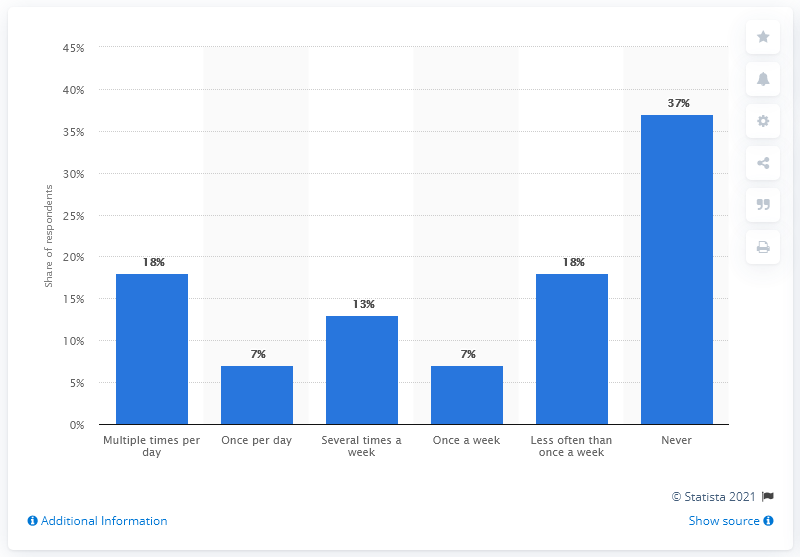 45%
40%
35%
30%
25%
20%
15%
10%
5%
0%
Share of respondents
18%
7%
13%
7%
18%
37%
Multiple times per
day
Once per day
Several times a
week
Once a week
Less often than
once a week
Never
© Statista 2021
Additional Information
Show source